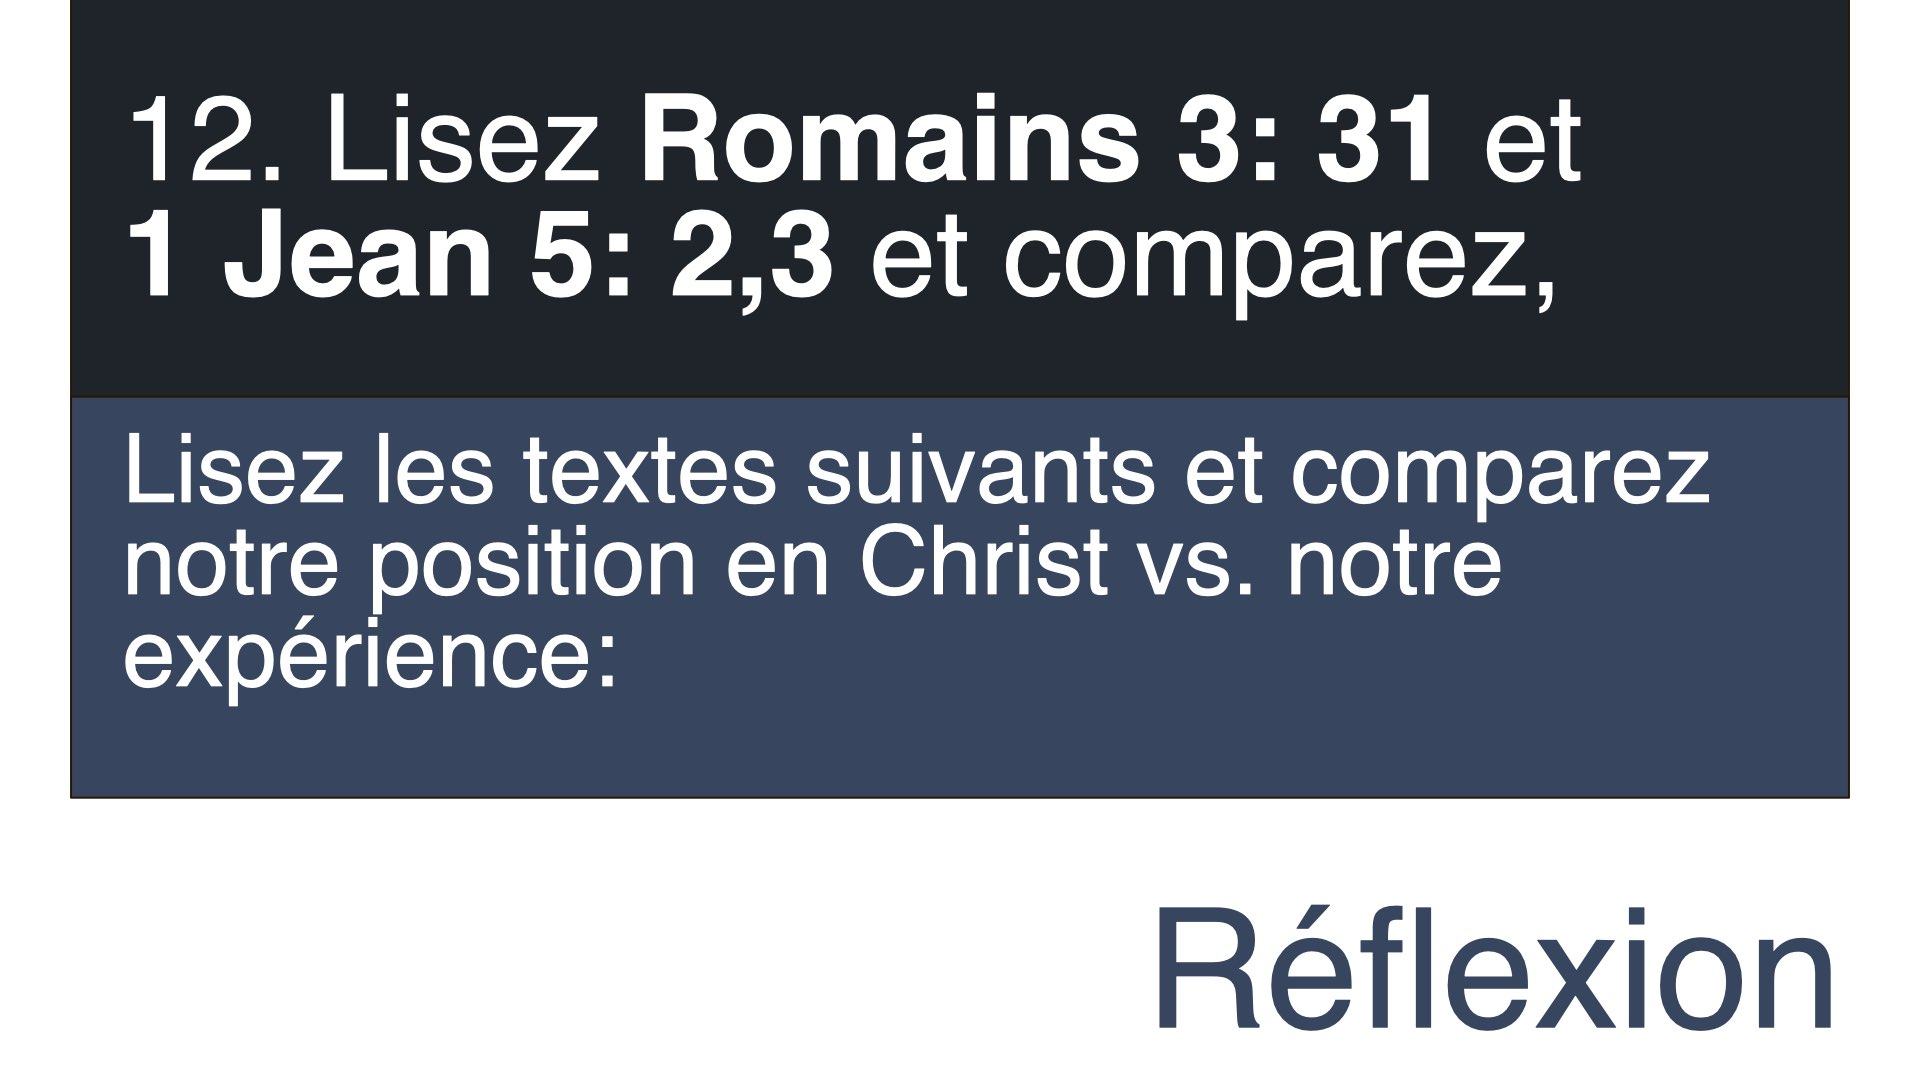 12. Lisez Romains 3: 31 et
1 Jean 5: 2,3 et comparez,
Lisez les textes suivants et comparez
notre position en Christ vs. notre
expérience:
Réflexion